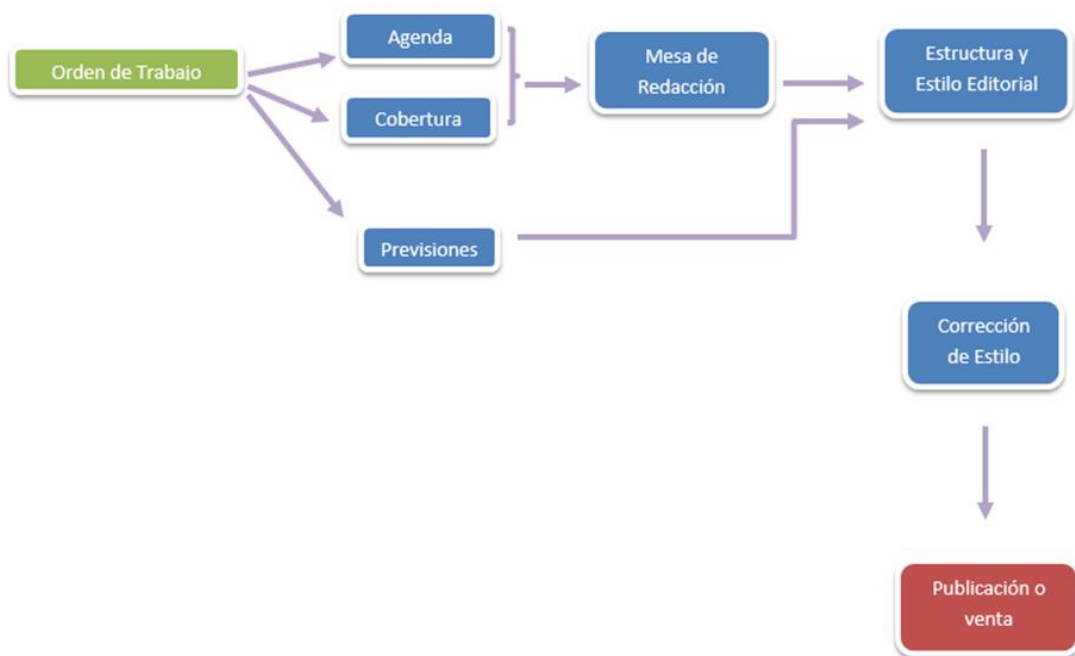 Orden de Trabajo
Agenda
Cobertura
Previsiones
Mesa de
Redacción
Estructura y
Estilo Editorial
Corrección
de Estilo
Publicación o
venta